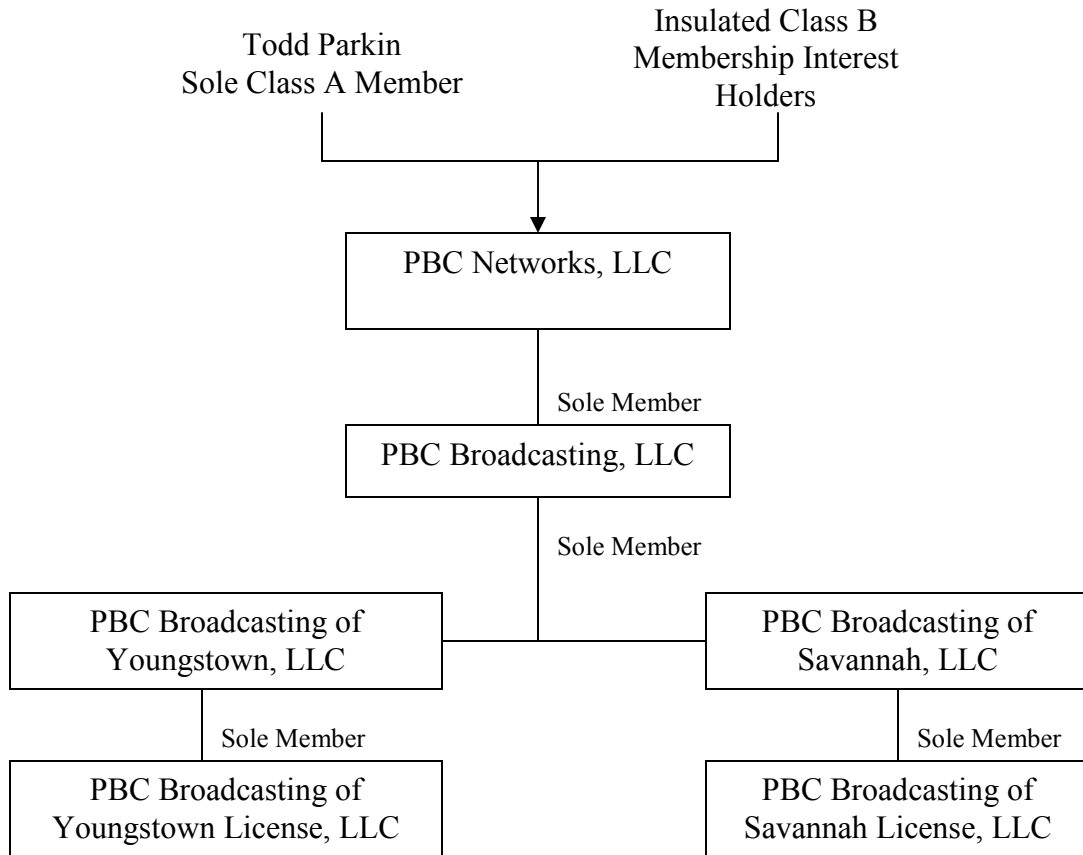 Todd Parkin
Sole Class A Member
Insulated Class B
Membership Interest
Holders
PBC Networks, LLC
Sole Member
PBC Broadcasting, LLC
Sole Member
PBC Broadcasting of
Youngstown, LLC
PBC Broadcasting of
Savannah, LLC
Sole Member
Sole Member
PBC Broadcasting of
Youngstown License, LLC
PBC Broadcasting of
Savannah License, LLC